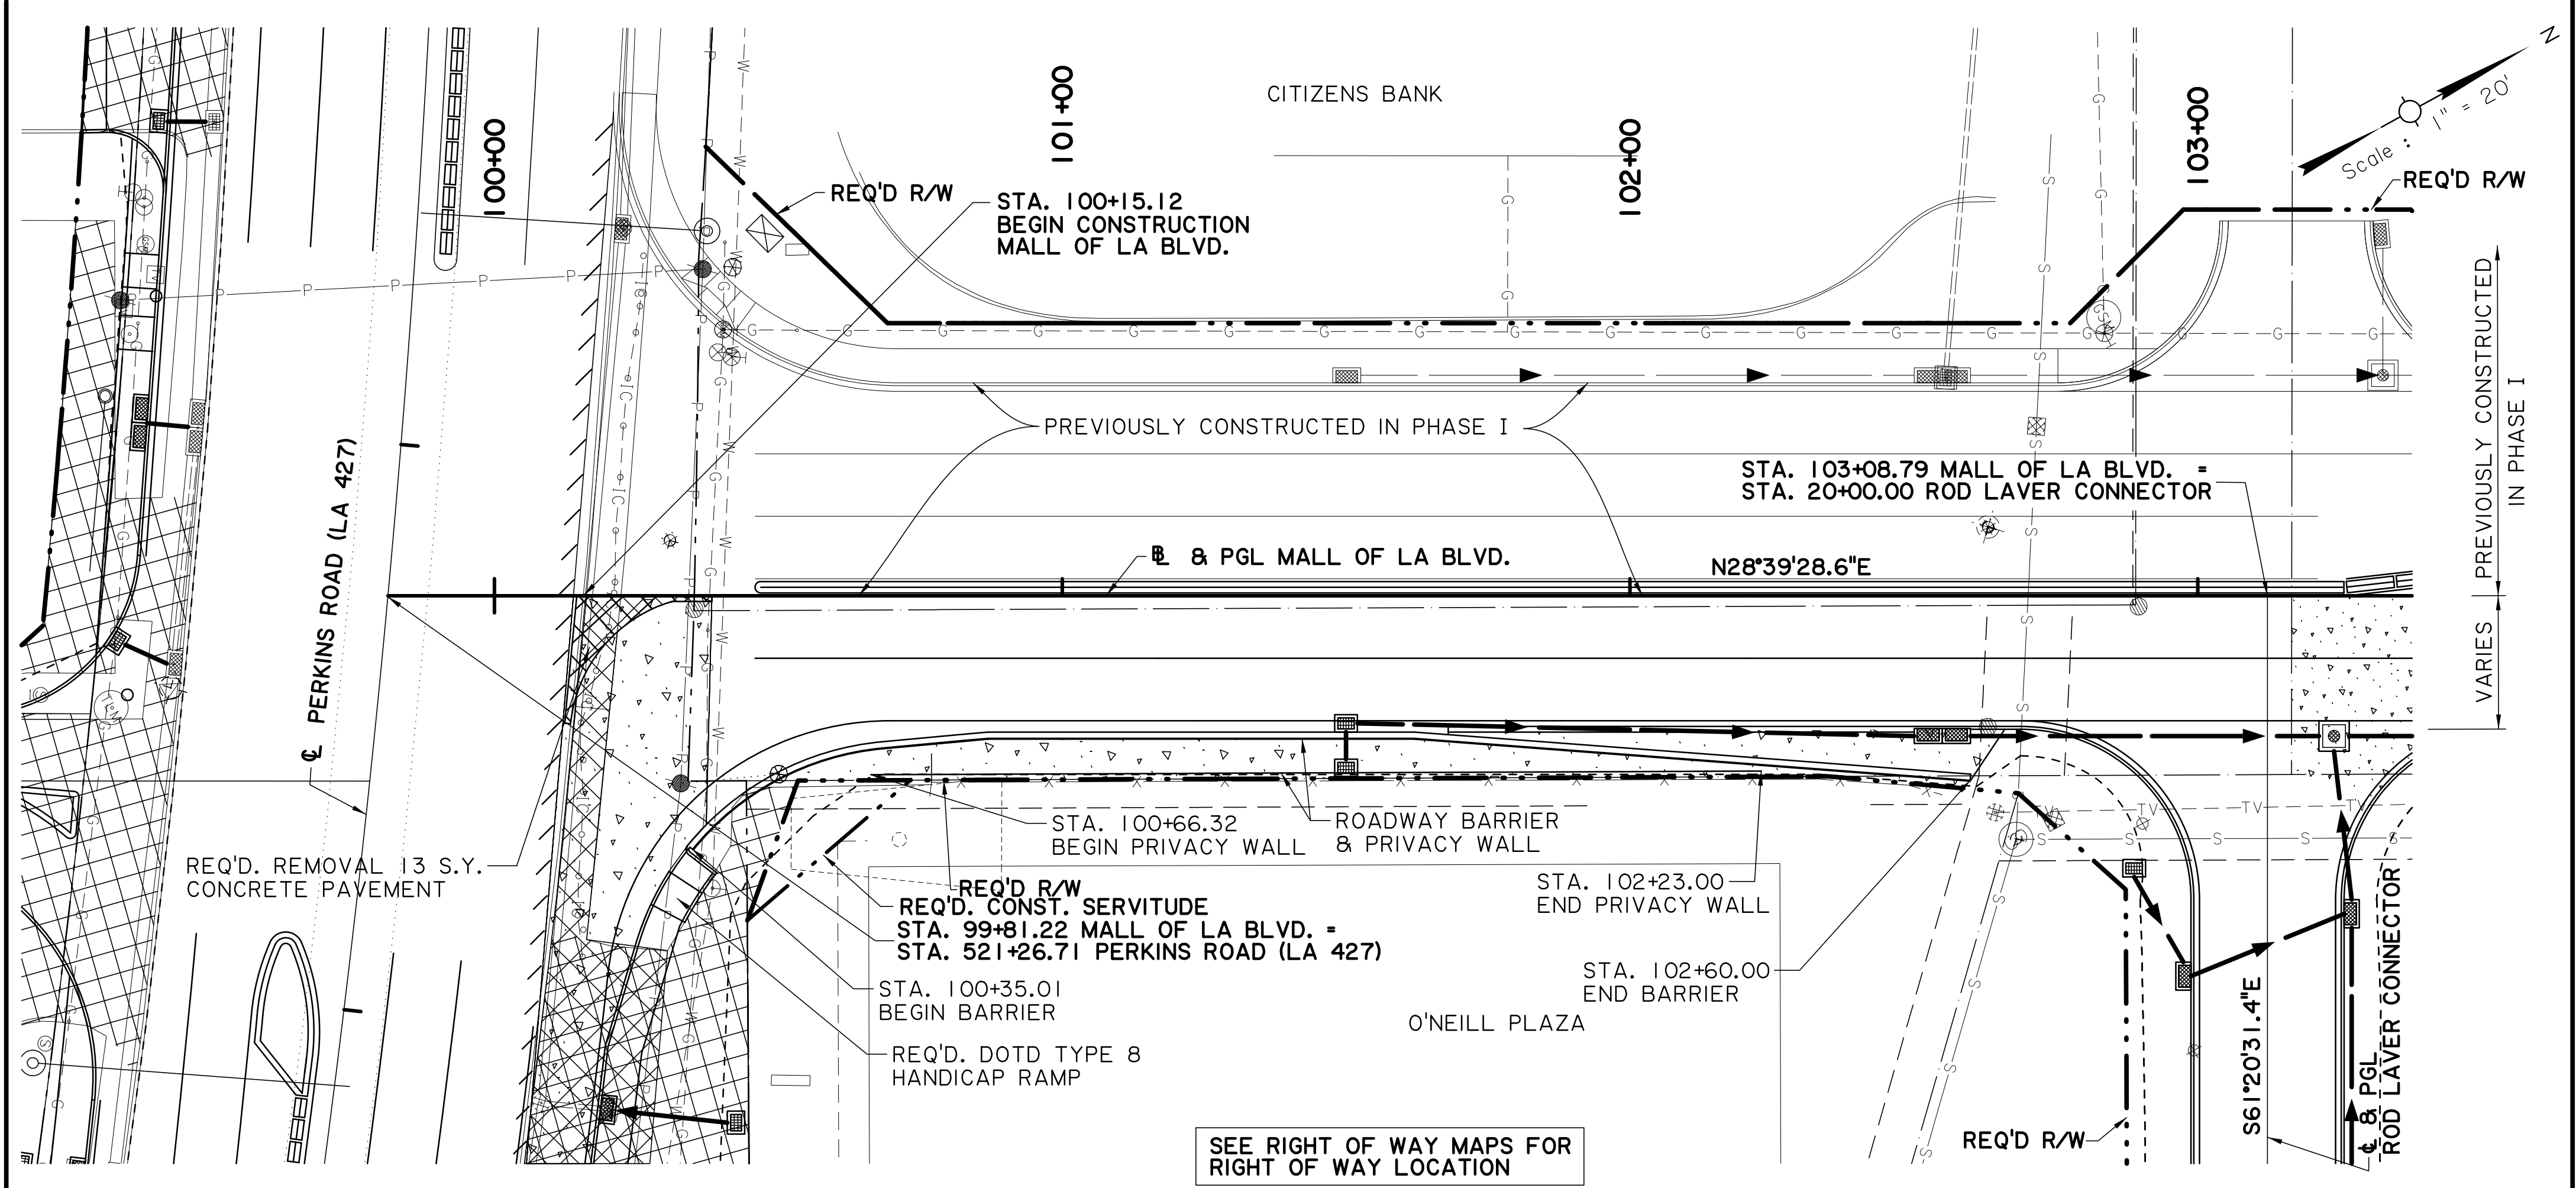 CITIZENS BANK
N
Scale : 1" = 20'
100+00
101+00
102+00
103+00
REQ'D R/W
REQ'D R/W
STA. 100+15.12
BEGIN CONSTRUCTION
MALL OF LA BLVD.
PREVIOUSLY CONSTRUCTED IN PHASE I
PREVIOUSLY CONSTRUCTED
IN PHASE I
VARIES
STA. 103+08.79 MALL OF LA BLVD. =
STA. 20+00.00 ROD LAVER CONNECTOR
℄ PERKINS ROAD (LA 427)
BL & PGL MALL OF LA BLVD.
N28°39'28.6"E
REQ'D. REMOVAL 13 S.Y.
CONCRETE PAVEMENT
STA. 100+66.32
BEGIN PRIVACY WALL
ROADWAY BARRIER
& PRIVACY WALL
REQ'D R/W
REQ'D. CONST. SERVITUDE
STA. 99+81.22 MALL OF LA BLVD. =
STA. 521+26.71 PERKINS ROAD (LA 427)
STA. 100+35.01
BEGIN BARRIER
REQ'D. DOTD TYPE 8
HANDICAP RAMP
STA. 102+23.00
END PRIVACY WALL
STA. 102+60.00
END BARRIER
O'NEILL PLAZA
REQ'D R/W
S61°20'31.4"E
℄ & PGL
ROD LAVER CONNECTOR
SEE RIGHT OF WAY MAPS FOR
RIGHT OF WAY LOCATION